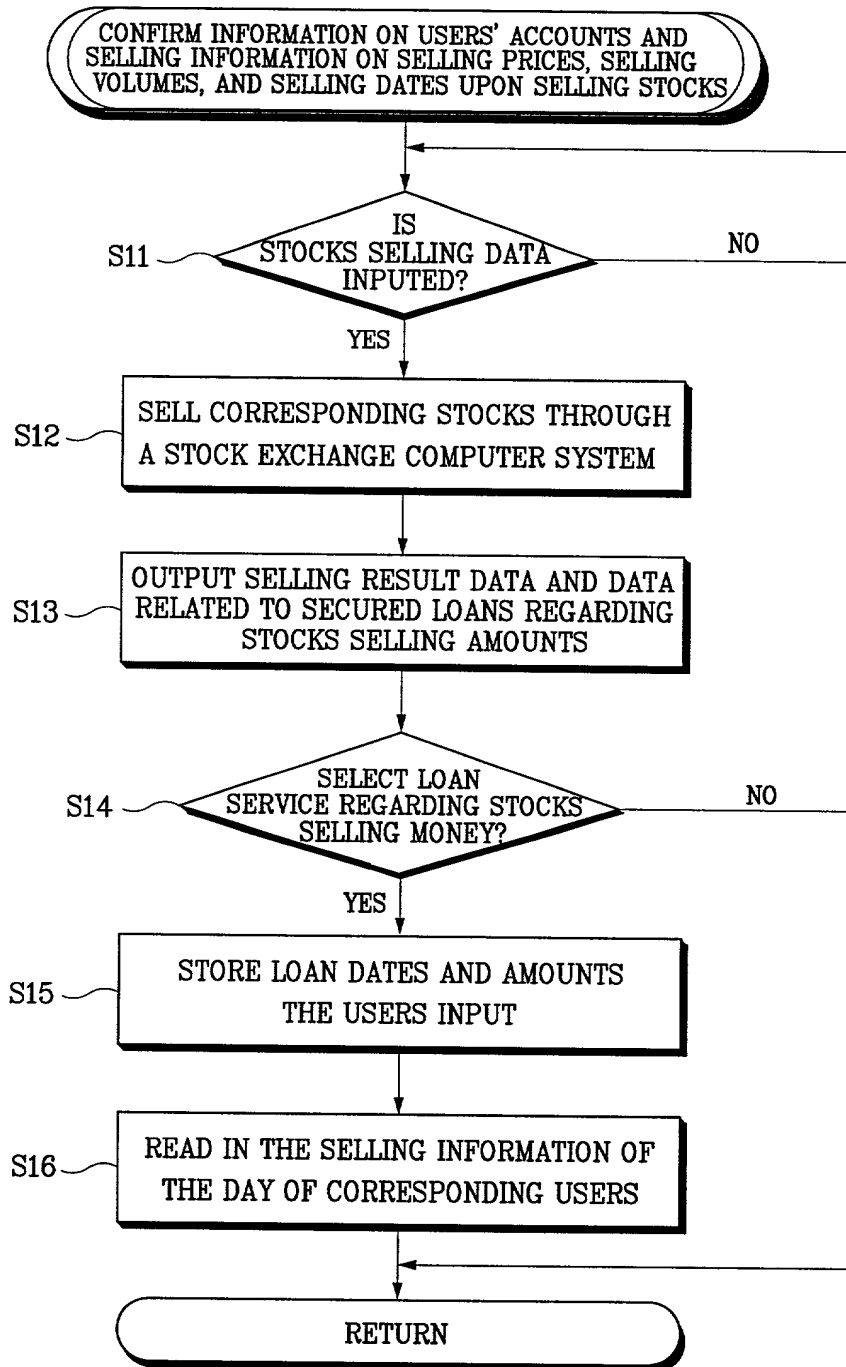 CONFIRM INFORMATION ON USERS' ACCOUNTS AND
SELLING INFORMATION ON SELLING PRICES, SELLING
VOLUMES, AND SELLING DATES UPON SELLING STOCKS
S11
IS
STOCKS SELLING DATA
INPUTED?
NO
YES
S12
SELL CORRESPONDING STOCKS THROUGH
A STOCK EXCHANGE COMPUTER SYSTEM
S13
OUTPUT SELLING RESULT DATA AND DATA
RELATED TO SECURED LOANS REGARDING
STOCKS SELLING AMOUNTS
S14
SELECT LOAN
SERVICE REGARDING STOCKS
SELLING MONEY?
NO
YES
S15
STORE LOAN DATES AND AMOUNTS
THE USERS INPUT
S16
READ IN THE SELLING INFORMATION OF
THE DAY OF CORRESPONDING USERS
RETURN